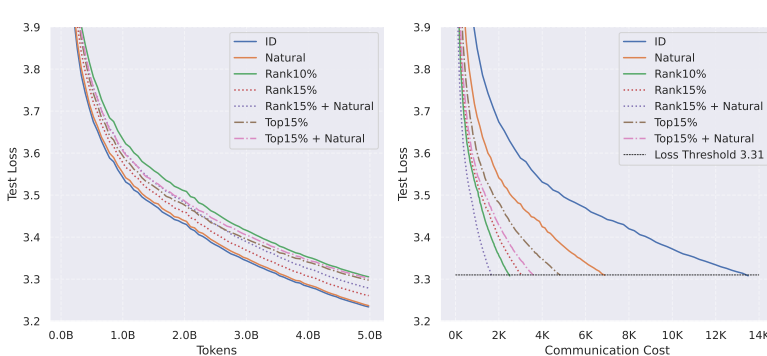 3.9
3.8
3.7
3.6
3.5
3.4
3.3
3.2
Test Loss
0.0B 1.0B 2.0B 3.0B 4.0B 5.0B
Tokens
ID
Natural
Rank10%
Rank15%
Rank15% + Natural
Top15%
Top15% + Natural
3.9
3.8
3.7
3.6
3.5
3.4
3.3
3.2
Test Loss
0K 2K 4K 6K 8K 10K 12K 14K
Communication Cost
ID
Natural
Rank10%
Rank15%
Rank15% + Natural
Top15%
Top15% + Natural
Loss Threshold 3.31